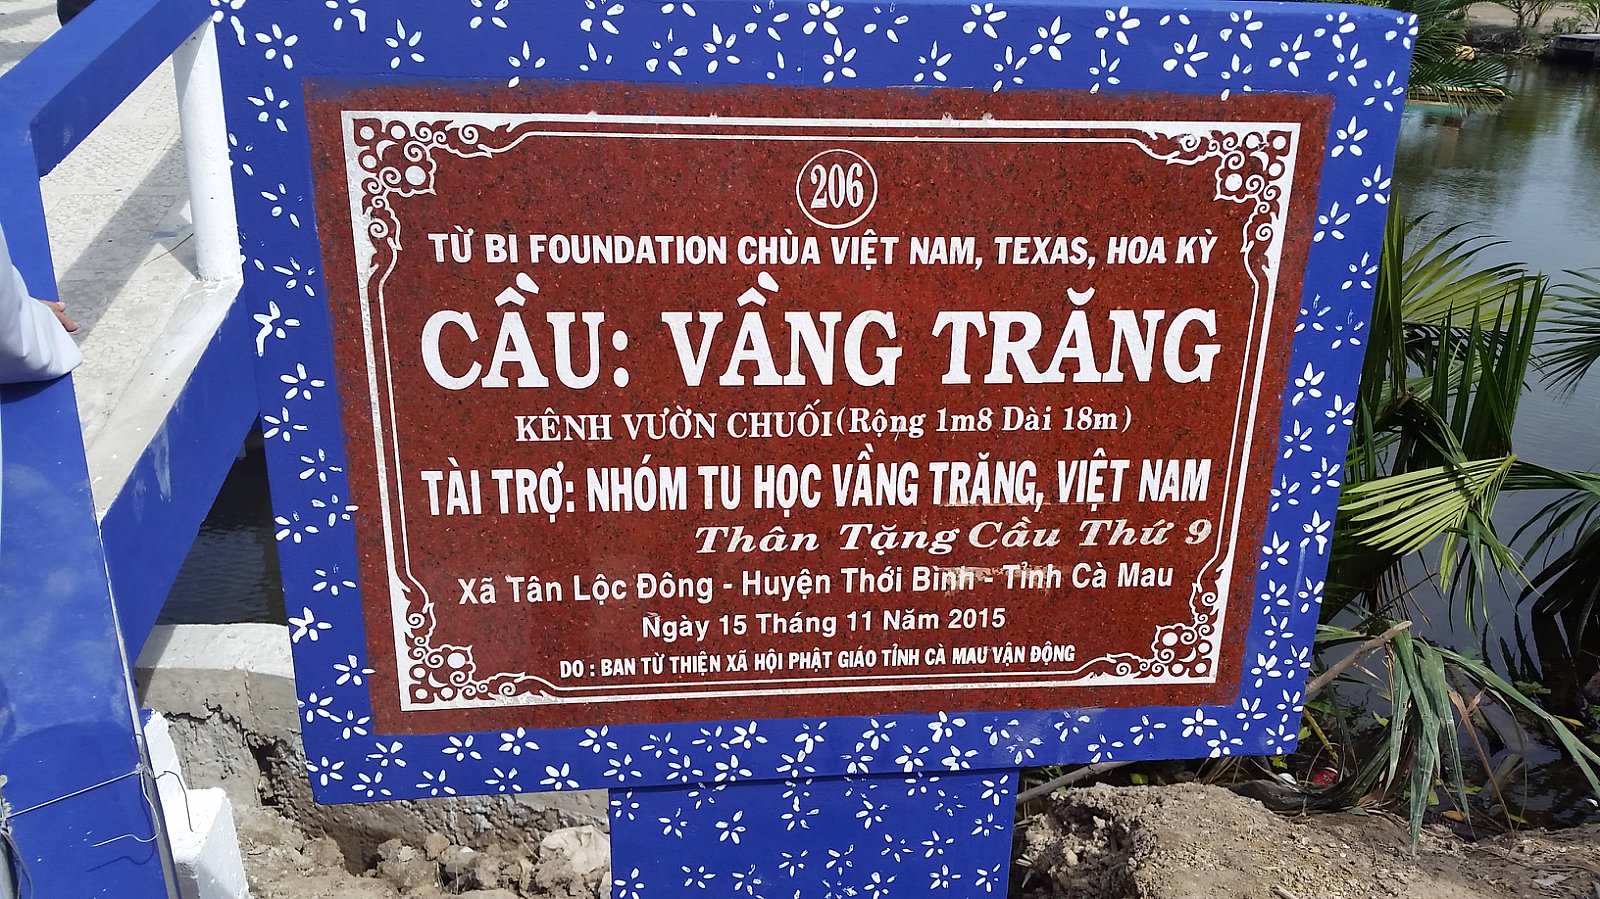 206
TỪ BI FOUNDATION CHÙA VIỆT NAM, TEXAS, HOA KỲ
CẦU: VẦNG TRĂNG
KÊNH VƯỜN CHUỐI (Rộng 1m8 Dài 18m)
TÀI TRỢ: NHÓM TU HỌC VẦNG TRĂNG, VIỆT NAM
Thân Tặng Cầu Thứ 9
Xã Tân Lộc Đông - Huyện Thới Bình - Tỉnh Cà Mau
Ngày 15 Tháng 11 Năm 2015
DO : BAN TỪ THIỆN XÃ HỘI PHẬT GIÁO TỈNH CÀ MAU VẬN ĐỘNG